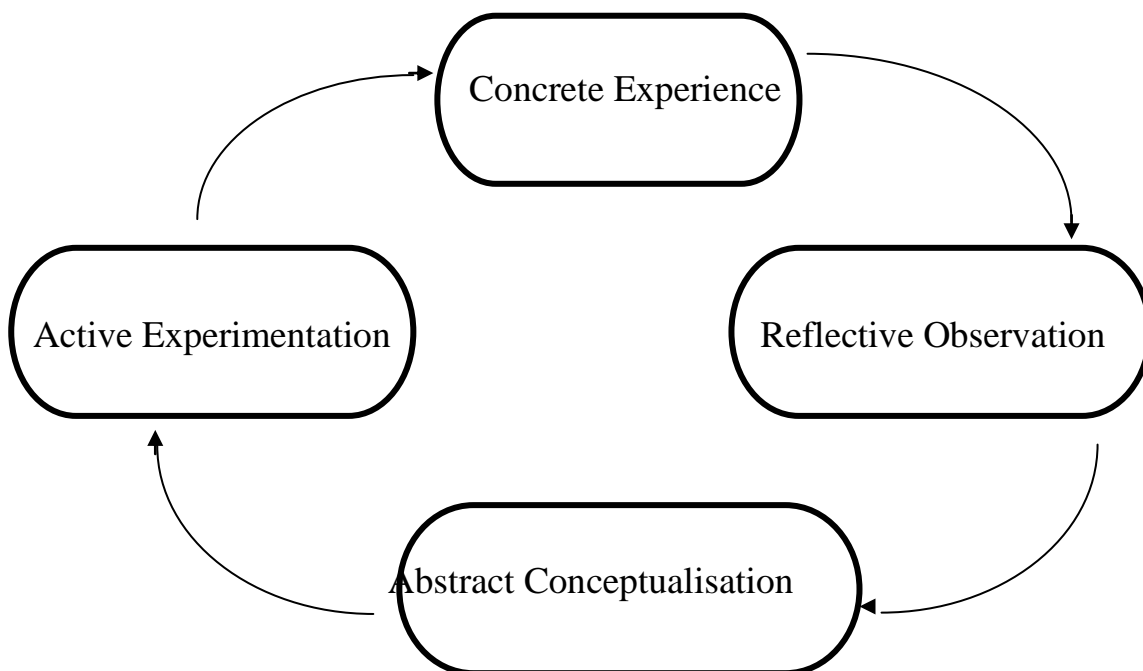 Concrete Experience
Active Experimentation
Reflective Observation
Abstract Conceptualisation